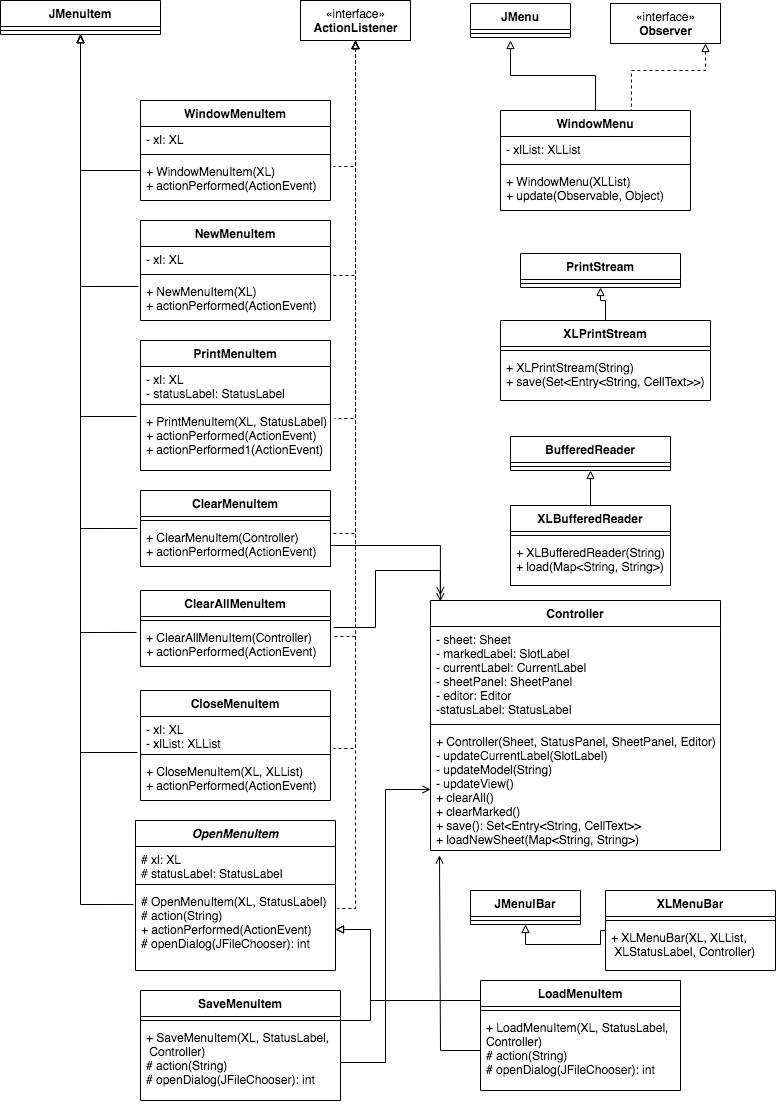 JMenuItem
«interface»
ActionListener
JMenu
«interface»
Observer
WindowMenuItem
- xl: XL
+ WindowMenuItem(XL)
+ actionPerformed(ActionEvent)
WindowMenu
- xlList: XLList
+ WindowMenu(XLList)
+ update(Observable, Object)
NewMenuItem
- xl: XL
+ NewMenuItem(XL)
+ actionPerformed(ActionEvent)
PrintStream
XLPrintStream
+ XLPrintStream(String)
+ save(Set<Entry<String, CellText>>)
PrintMenuItem
- xl: XL
- statusLabel: StatusLabel
+ PrintMenuItem(XL, StatusLabel)
+ actionPerformed(ActionEvent)
+ actionPerformed1(ActionEvent)
BufferedReader
XLBufferedReader
+ XLBufferedReader(String)
+ load(Map<String, String>)
ClearMenuItem
+ ClearMenuItem(Controller)
+ actionPerformed(ActionEvent)
ClearAllMenuItem
+ ClearAllMenuItem(Controller)
+ actionPerformed(ActionEvent)
Controller
- sheet: Sheet
- markedLabel: SlotLabel
- currentLabel: CurrentLabel
- sheetPanel: SheetPanel
- editor: Editor
-statusLabel: StatusLabel
+ Controller(Sheet, StatusPanel, SheetPanel, Editor)
- updateCurrentLabel(SlotLabel)
- updateModel(String)
- updateView()
+ clearAll()
+ clearMarked()
+ save(): Set<Entry<String, CellText>>
+ loadNewSheet(Map<String, String>)
CloseMenuItem
- xl: XL
- xlList: XLList
+ CloseMenuItem(XL, XLList)
+ actionPerformed(ActionEvent)
OpenMenuItem
# xl: XL
# statusLabel: StatusLabel
# OpenMenuItem(XL, StatusLabel)
# action(String)
+ actionPerformed(ActionEvent)
# openDialog(JFileChooser): int
JMenulBar
XLMenuBar
+ XLMenuBar(XL, XLList,
XLStatusLabel, Controller)
SaveMenuItem
+ SaveMenuItem(XL, StatusLabel,
Controller)
# action(String)
# openDialog(JFileChooser): int
LoadMenuItem
+ LoadMenuItem(XL, StatusLabel,
Controller)
# action(String)
# openDialog(JFileChooser): int